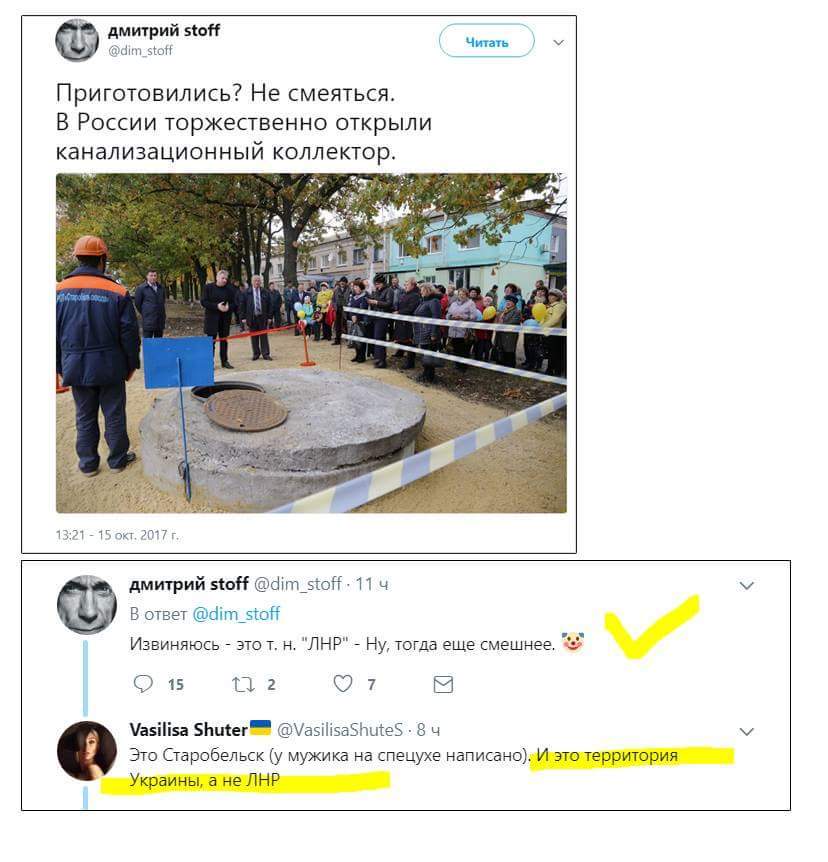 дмитрий stoff
@dim_stoff
Читать
Приготовились? Не смеяться.
В России торжественно открыли
канализационный коллектор.
13:21 - 15 окт. 2017 г.
дмитрий stoff @dim_stoff · 11 ч
В ответ @dim_stoff
Извиняюсь - это т. н. "ЛНР" - Ну, тогда еще смешнее. 🤡
15 2 7
Vasilisa Shuter🇺🇦 @VasilisaShuteS · 8 ч
Это Старобельск (у мужика на спецухе написано). И это территория
Украины, а не ЛНР